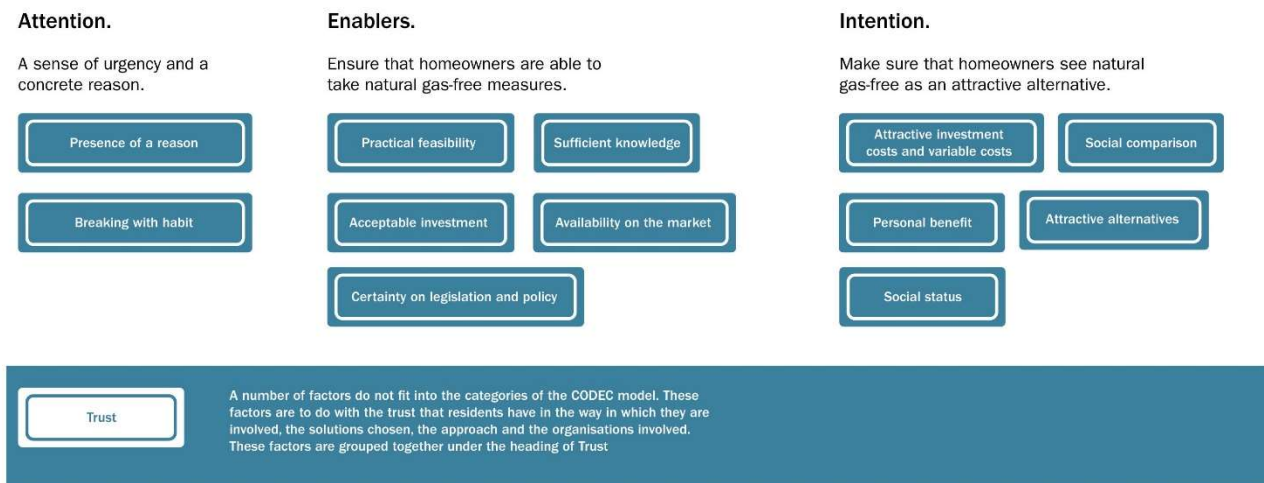 Attention.
A sense of urgency and a
concrete reason.
Presence of a reason
Breaking with habit
Enablers.
Ensure that homeowners are able to
take natural gas-free measures.
Practical feasibility
Sufficient knowledge
Acceptable investment
Availability on the market
Certainty on legislation and policy
Intention.
Make sure that homeowners see natural
gas-free as an attractive alternative.
Attractive investment
costs and variable costs
Social comparison
Personal benefit
Attractive alternatives
Social status
Trust
A number of factors do not fit into the categories of the CODEC model. These
factors are to do with the trust that residents have in the way in which they are
involved, the solutions chosen, the approach and the organisations involved.
These factors are grouped together under the heading of Trust